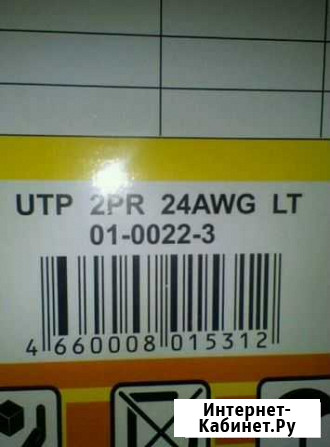 UTP 2PR 24AWG LT
01-0022-3
4 660008 015312
Интернет-
Кабинет.Ру